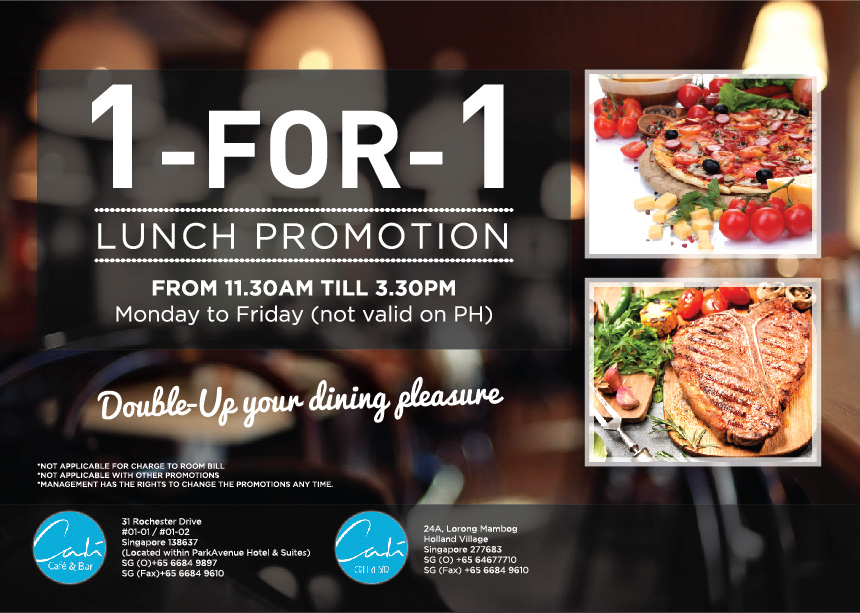 1-FOR-1
LUNCH PROMOTION
FROM 11.30AM TILL 3.30PM
Monday to Friday (not valid on PH)
Double-Up your dining pleasure
*NOT APPLICABLE FOR CHARGE TO ROOM BILL
*NOT APPLICABLE WITH OTHER PROMOTIONS
*MANAGEMENT HAS THE RIGHTS TO CHANGE THE PROMOTIONS ANY TIME.
Cali
Café & Bar
31 Rochester Drive
#01-01 / #01-02
Singapore 138637
(Located within ParkAvenue Hotel & Suites)
SG (O)+65 6684 9897
SG (Fax)+65 6684 9610
Cali
24A, Lorong Mambog
Holland Village
Singapore 277683
SG (O) +65 64677710
SG (Fax) +65 6684 9610